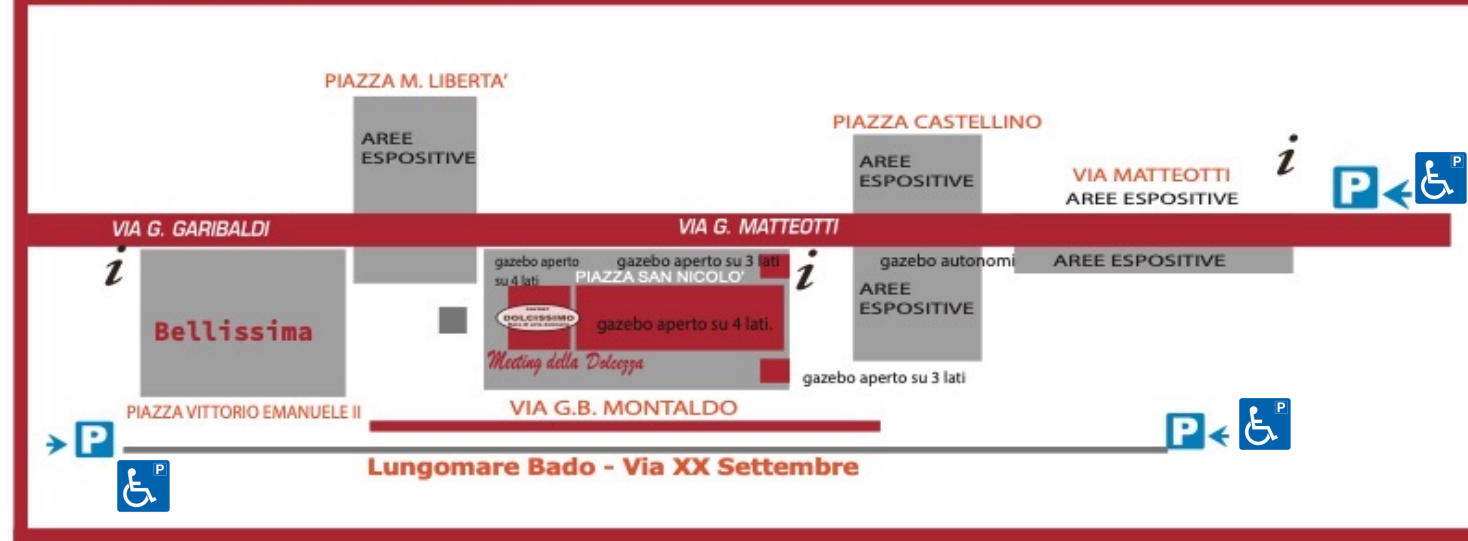 PIAZZA M. LIBERTA'
AREE
ESPOSITIVE
PIAZZA CASTELLINO
AREE
ESPOSITIVE
i
VIA MATTEOTTI
AREE ESPOSITIVE
P
P
VIA G. GARIBALDI
VIA G. MATTEOTTI
i
Bellissima
PIAZZA VITTORIO EMANUELE II
gazebo aperto
su 4 lati
gazebo aperto su 3 lati
PIAZZA SAN NICOLO'
DOLCISSIMO
gazebo aperto su 4 lati.
Meeting della Dolcezza
i
gazebo autonomi
AREE ESPOSITIVE
AREE
ESPOSITIVE
gazebo aperto su 3 lati
VIA G.B. MONTALDO
P
P
P
P
Lungomare Bado - Via XX Settembre